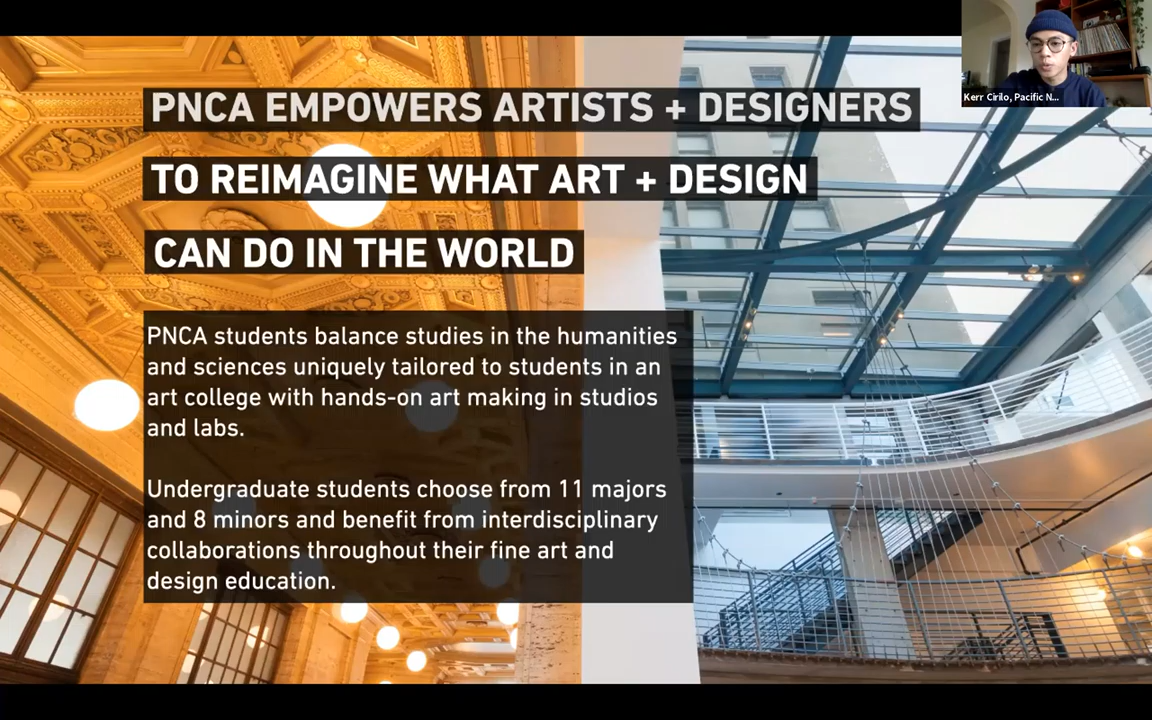 PNCA EMPOWERS ARTISTS + DESIGNERS
TO REIMAGINE WHAT ART + DESIGN
CAN DO IN THE WORLD
PNCA students balance studies in the humanities
and sciences uniquely tailored to students in an
art college with hands-on art making in studios
and labs.
Undergraduate students choose from 11 majors
and 8 minors and benefit from interdisciplinary
collaborations throughout their fine art and
design education.
Kerr Cirilo, Pacific N...